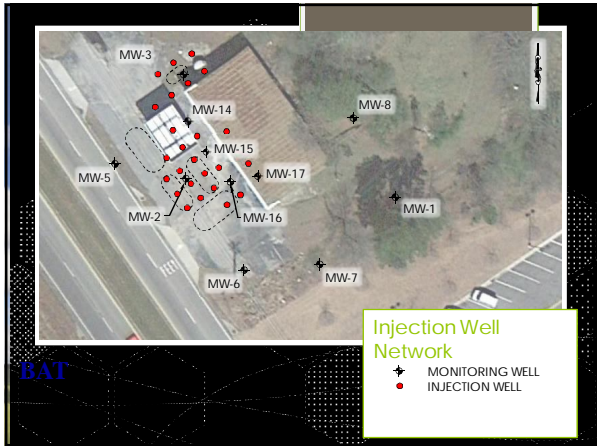 MW-3
MW-14
MW-8
MW-15
MW-5
MW-17
MW-1
MW-2
MW-16
MW-7
MW-6
Injection Well
Network
MONITORING WELL
INJECTION WELL
BAT